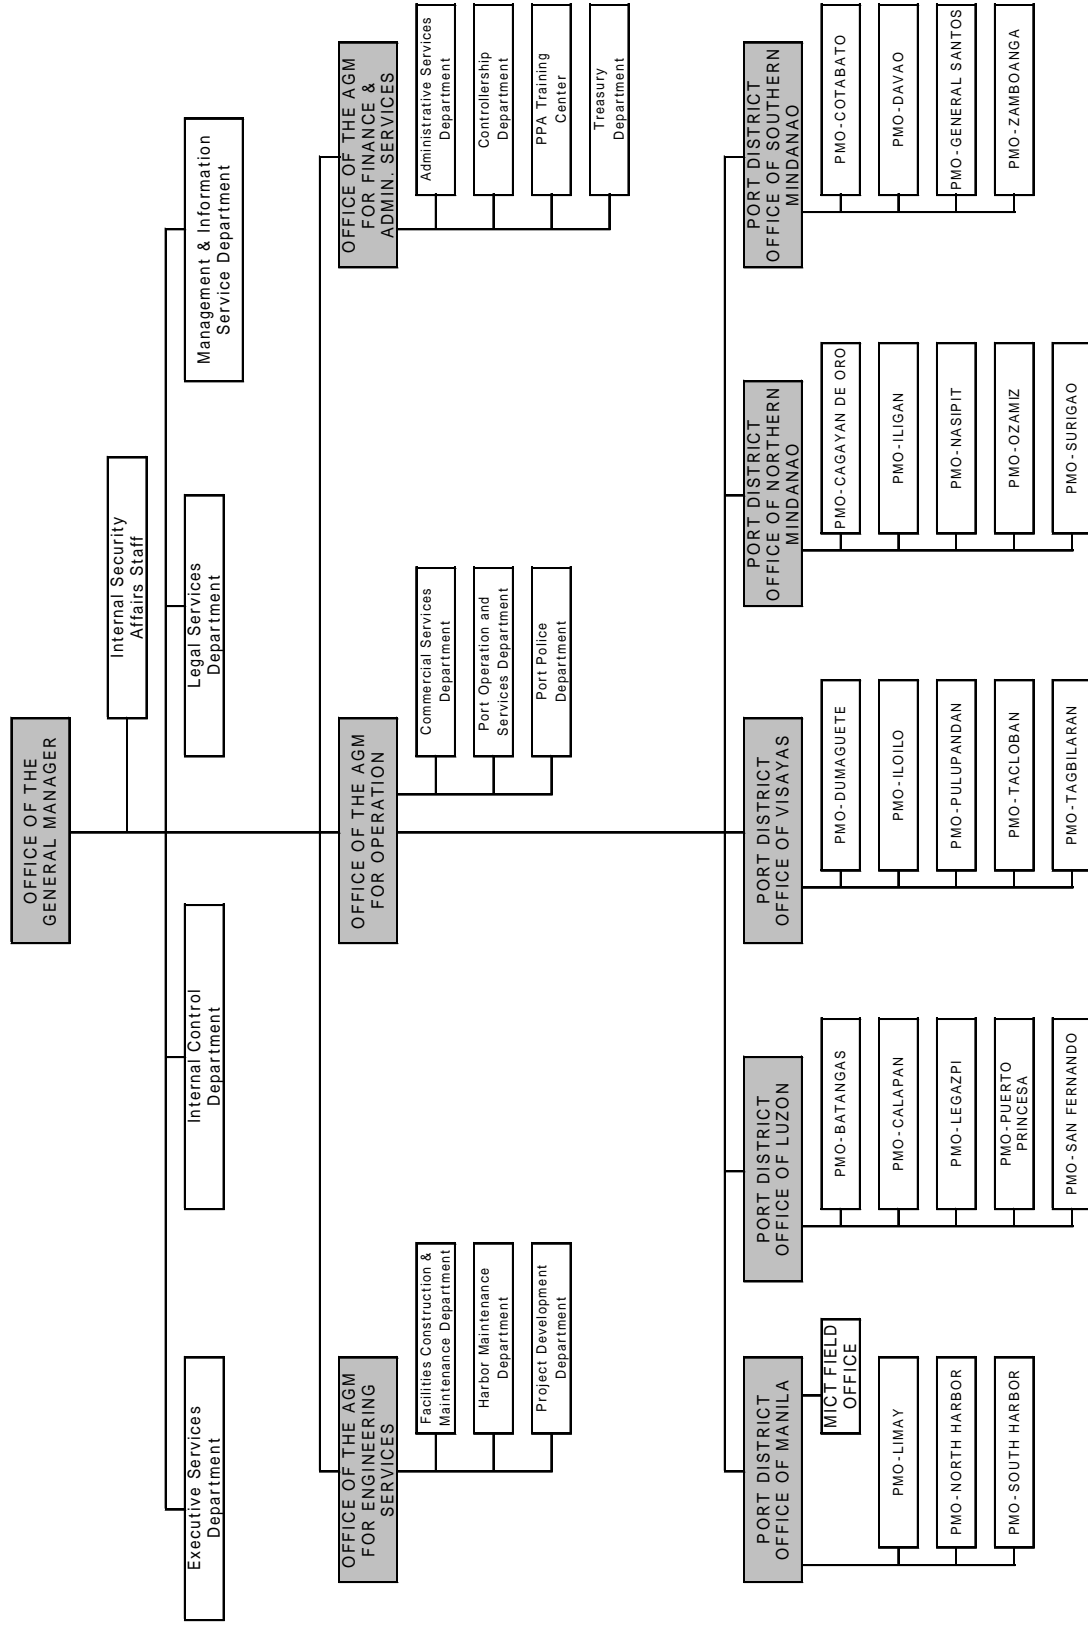 OFFICE OF THE
GENERAL MANAGER
Internal Security
Affairs Staff
Executive Services
Department
Internal Control
Department
Legal Services
Department
Management & Information
Service Department
OFFICE OF THE AGM
FOR ENGINEERING
SERVICES
Facilities Construction &
Maintenance Department
Harbor Maintenance
Department
Project Development
Department
OFFICE OF THE AGM
FOR OPERATION
Commercial Services
Department
Port Operation and
Services Department
Port Police
Department
OFFICE OF THE AGM
FOR FINANCE &
ADMIN. SERVICES
Administrative Services
Department
Controllership
Department
PPA Training
Center
Treasury
Department
PORT DISTRICT
OFFICE OF MANILA
MICT FIELD
OFFICE
PMO-LIMAY
PMO-NORTH HARBOR
PMO-SOUTH HARBOR
PORT DISTRICT
OFFICE OF LUZON
PMO-BATANGAS
PMO-CALAPAN
PMO-LEGAZPI
PMO-PUERTO
PRINCESA
PMO-SAN FERNANDO
PORT DISTRICT
OFFICE OF VISAYAS
PMO-DUMAGUETE
PMO-ILOILO
PMO-PULUPANDAN
PMO-TACLOBAN
PMO-TAGBILARAN
PORT DISTRICT
OFFICE OF NORTHERN
MINDANAO
PMO-CAGAYAN DE ORO
PMO-ILIGAN
PMO-NASIPIT
PMO-OZAMIZ
PMO-SURIGAO
PORT DISTRICT
OFFICE OF SOUTHERN
MINDANAO
PMO-COTABATO
PMO-DAVAO
PMO-GENERAL SANTOS
PMO-ZAMBOANGA